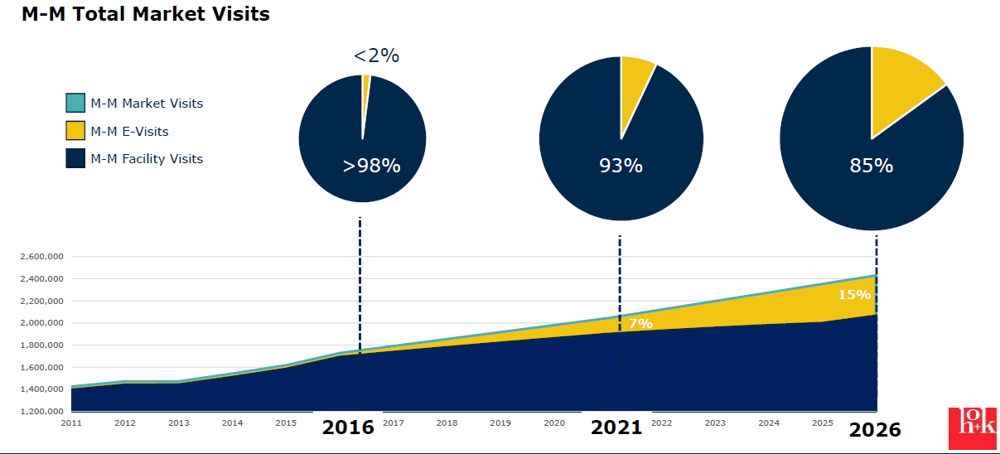 M-M Total Market Visits
<2%
M-M Market Visits
M-M E-Visits
M-M Facility Visits
>98%
93%
85%
2,600,000
2,400,000
2,200,000
2,000,000
1,800,000
1,600,000
1,400,000
1,200,000
15%
7%
2011 2012 2013 2014 2015 2016 2017 2018 2019 2020 2021 2022 2023 2024 2025 2026
ho+k